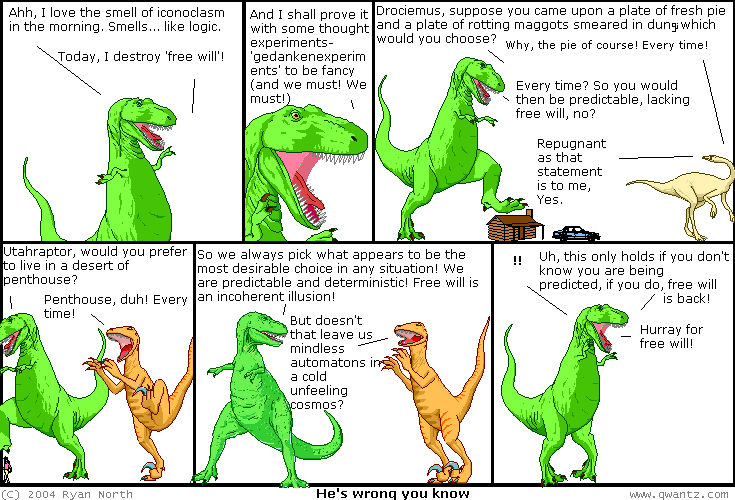 Ahh, I love the smell of iconoclasm
in the morning. Smells... like logic.
Today, I destroy 'free will'!
And I shall prove it
with some thought
experiments-
'gedankenexperim
ents' to be fancy
(and we must! We
must!)
Drociemus, suppose you came upon a plate of fresh pie
and a plate of rotting maggots smeared in dung, which
would you choose?
Why, the pie of course! Every time!
Every time? So you would
then be predictable, lacking
free will, no?
Repugnant
as that
statement
is to me,
Yes.
Utahraptor, would you prefer
to live in a desert of
penthouse?
Penthouse, duh! Every
time!
So we always pick what appears to be the
most desirable choice in any situation! We
are predictable and deterministic! Free will is
an incoherent illusion!
But doesn't
that leave us
mindless
automatons in
a cold
unfeeling
cosmos?
!!
Uh, this only holds if you don't
know you are being
predicted, if you do, free will
is back!
Hurray for
free will!
(C) 2004 Ryan North
He's wrong you know
www.qwantz.com